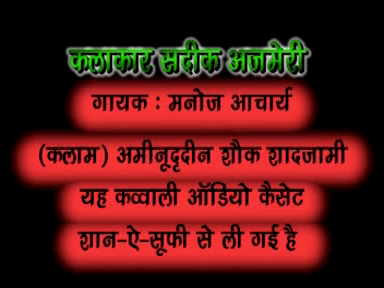 कलाकार सदीक अजमेरी
गायक : मनोज आचार्य
(कलाम) अमीनूद्दीन शौक शादजामी
यह कव्वाली ऑडियो कैसेट
शान-ऐ-सूफी से ली गई है